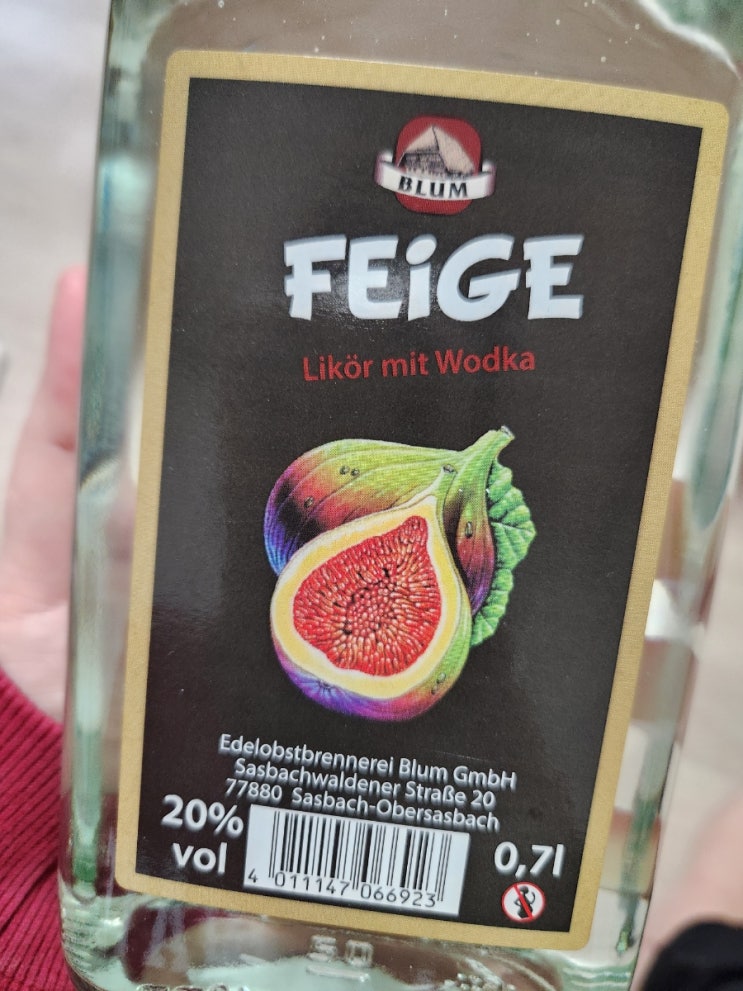 BLUM
FEiGE
Likör mit Wodka
Edelobstbrennerei Blum GmbH
Sasbachwaldener Straße 20
77880 Sasbach-Obersasbach
20%
vol
4 011147 066923
0,7l